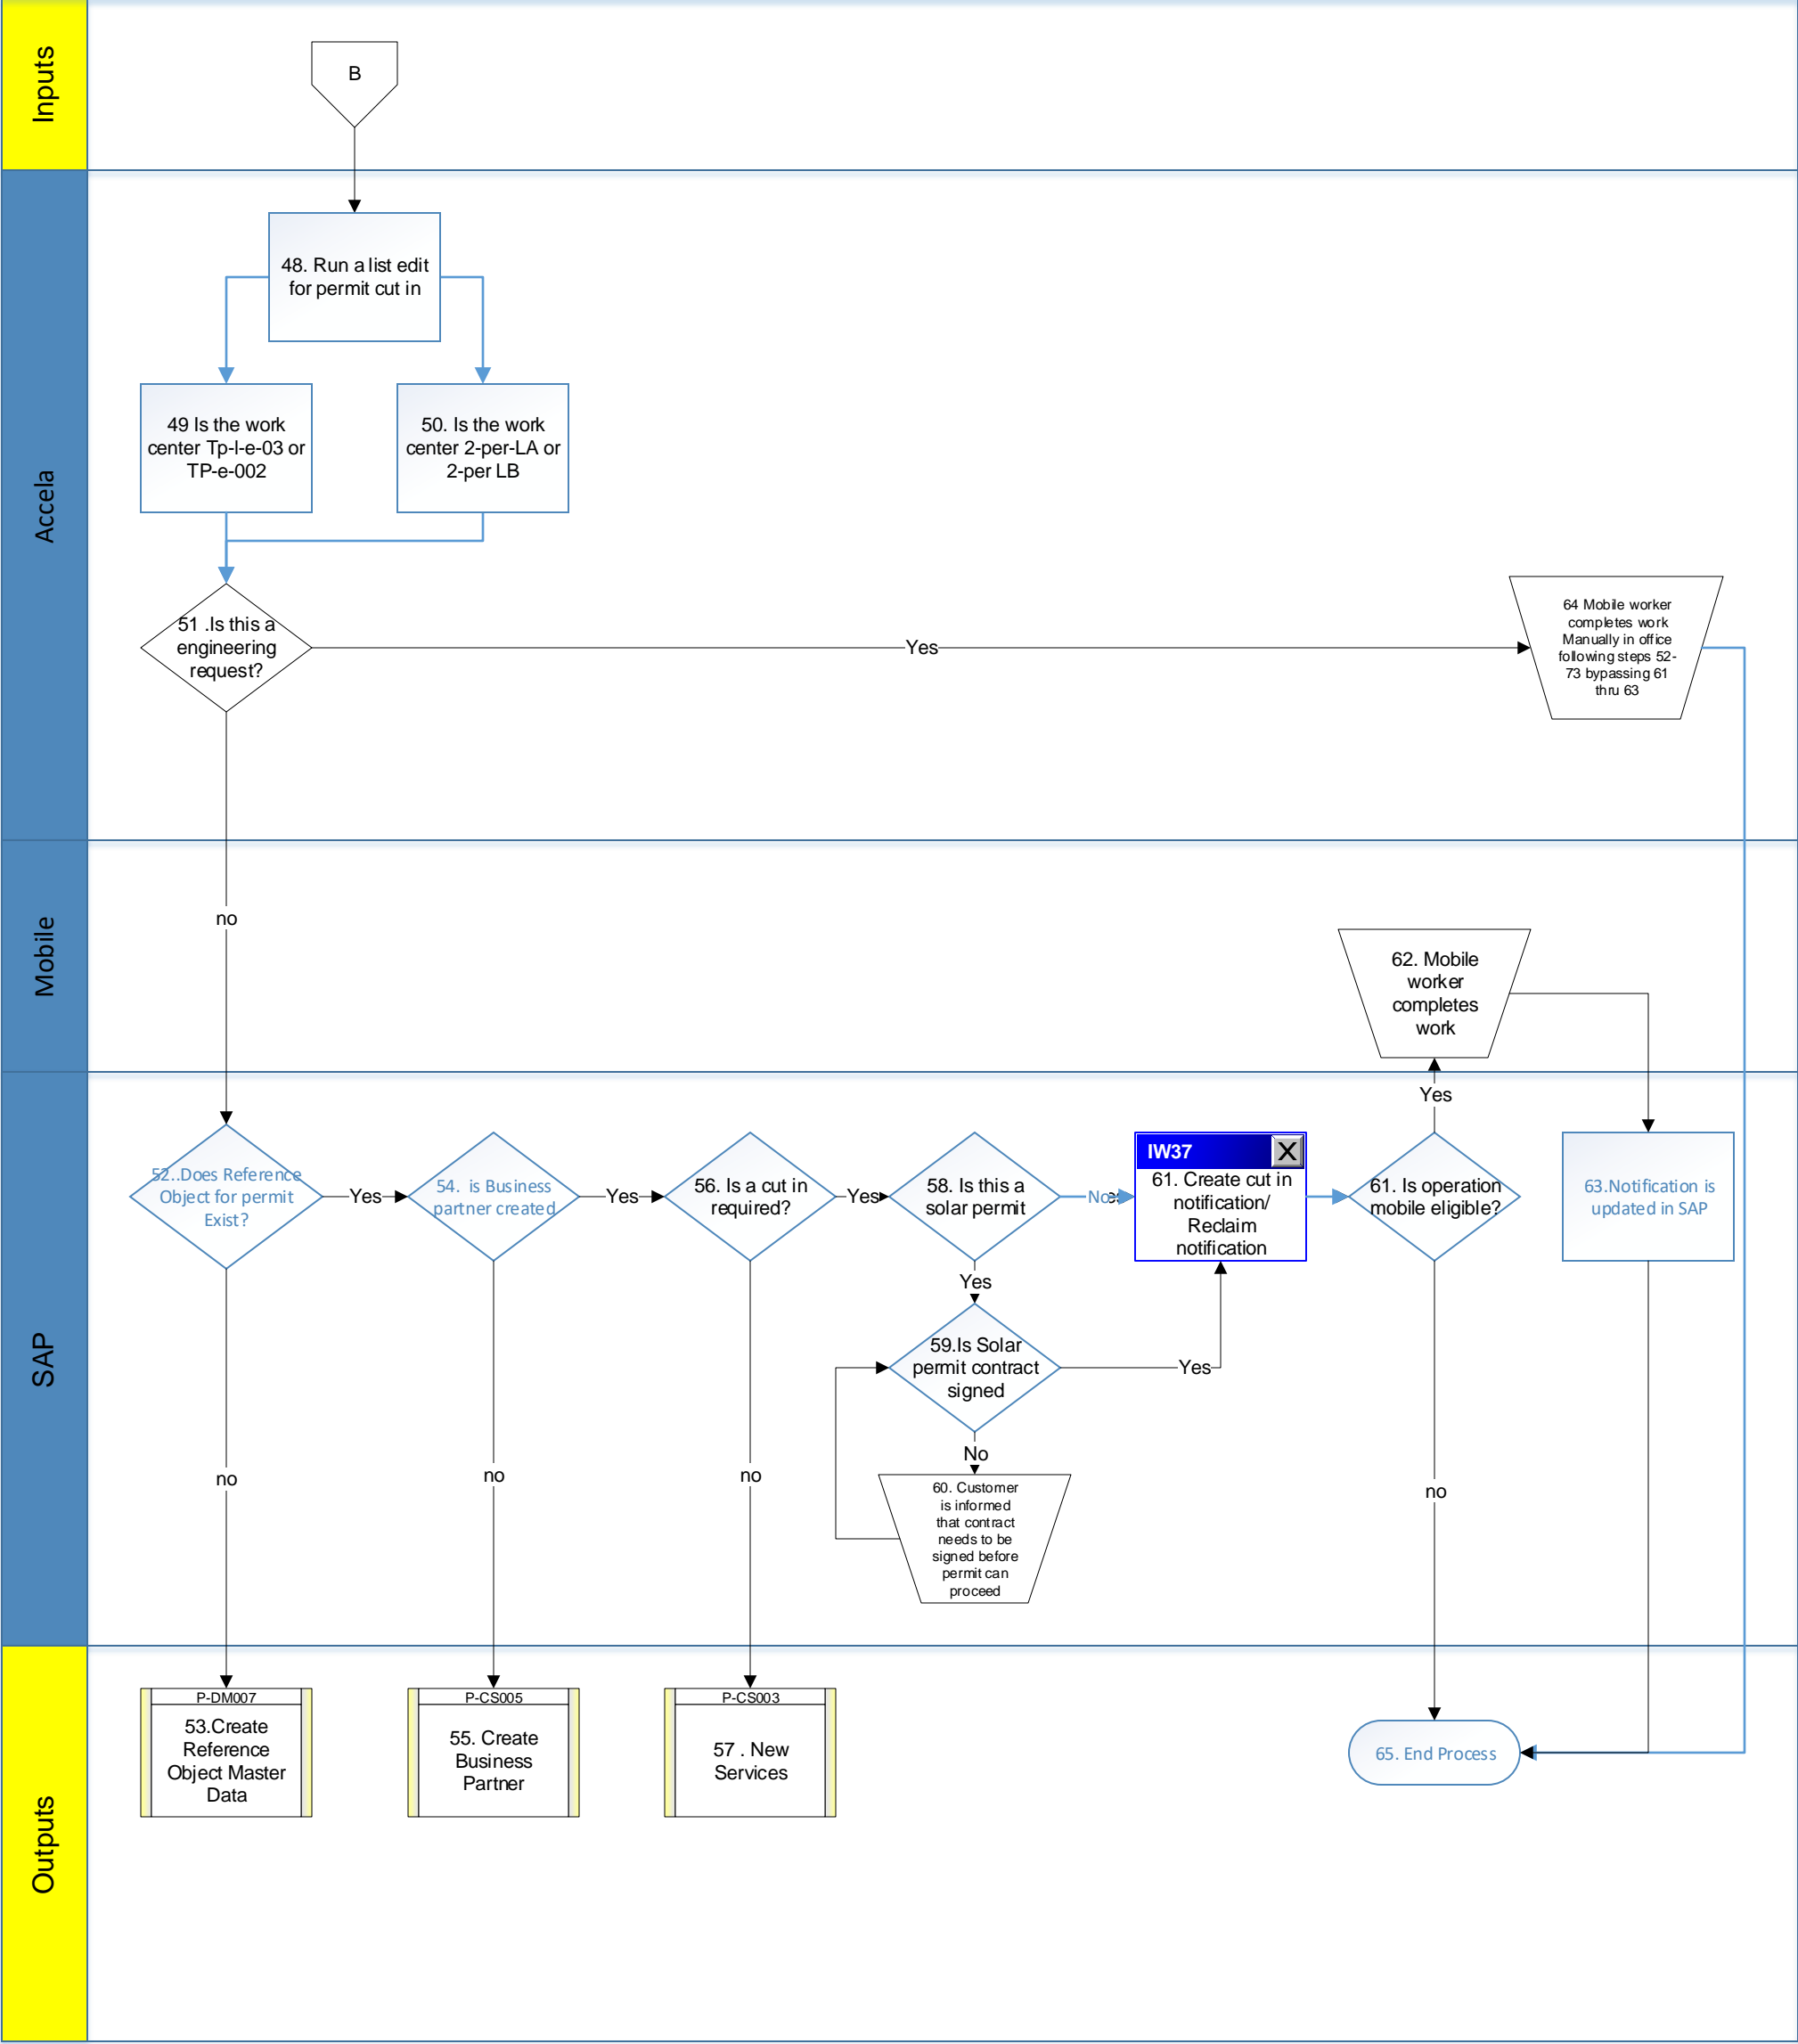 Inputs
B
Accela
48. Run a list edit
for permit cut in
49 Is the work
center Tp-l-e-03 or
TP-e-002
50. Is the work
center 2-per-LA or
2-per LB
51 .Is this a
engineering
request?
Yes
64 Mobile worker
completes work
Manually in office
following steps 52-
73 bypassing 61
thru 63
no
Mobile
62. Mobile
worker
completes
work
Yes
SAP
52..Does Reference
Object for permit
Exist?
Yes
54. is Business
partner created
Yes
56. Is a cut in
required?
Yes
58. Is this a
solar permit
No
IW37
X
61. Create cut in
notification/
Reclaim
notification
61. Is operation
mobile eligible?
63.Notification is
updated in SAP
Yes
59.Is Solar
permit contract
signed
Yes
No
60. Customer
is informed
that contract
needs to be
signed before
permit can
proceed
no
no
no
no
Outputs
P-DM007
53.Create
Reference
Object Master
Data
P-CS005
55. Create
Business
Partner
P-CS003
57 . New
Services
65. End Process